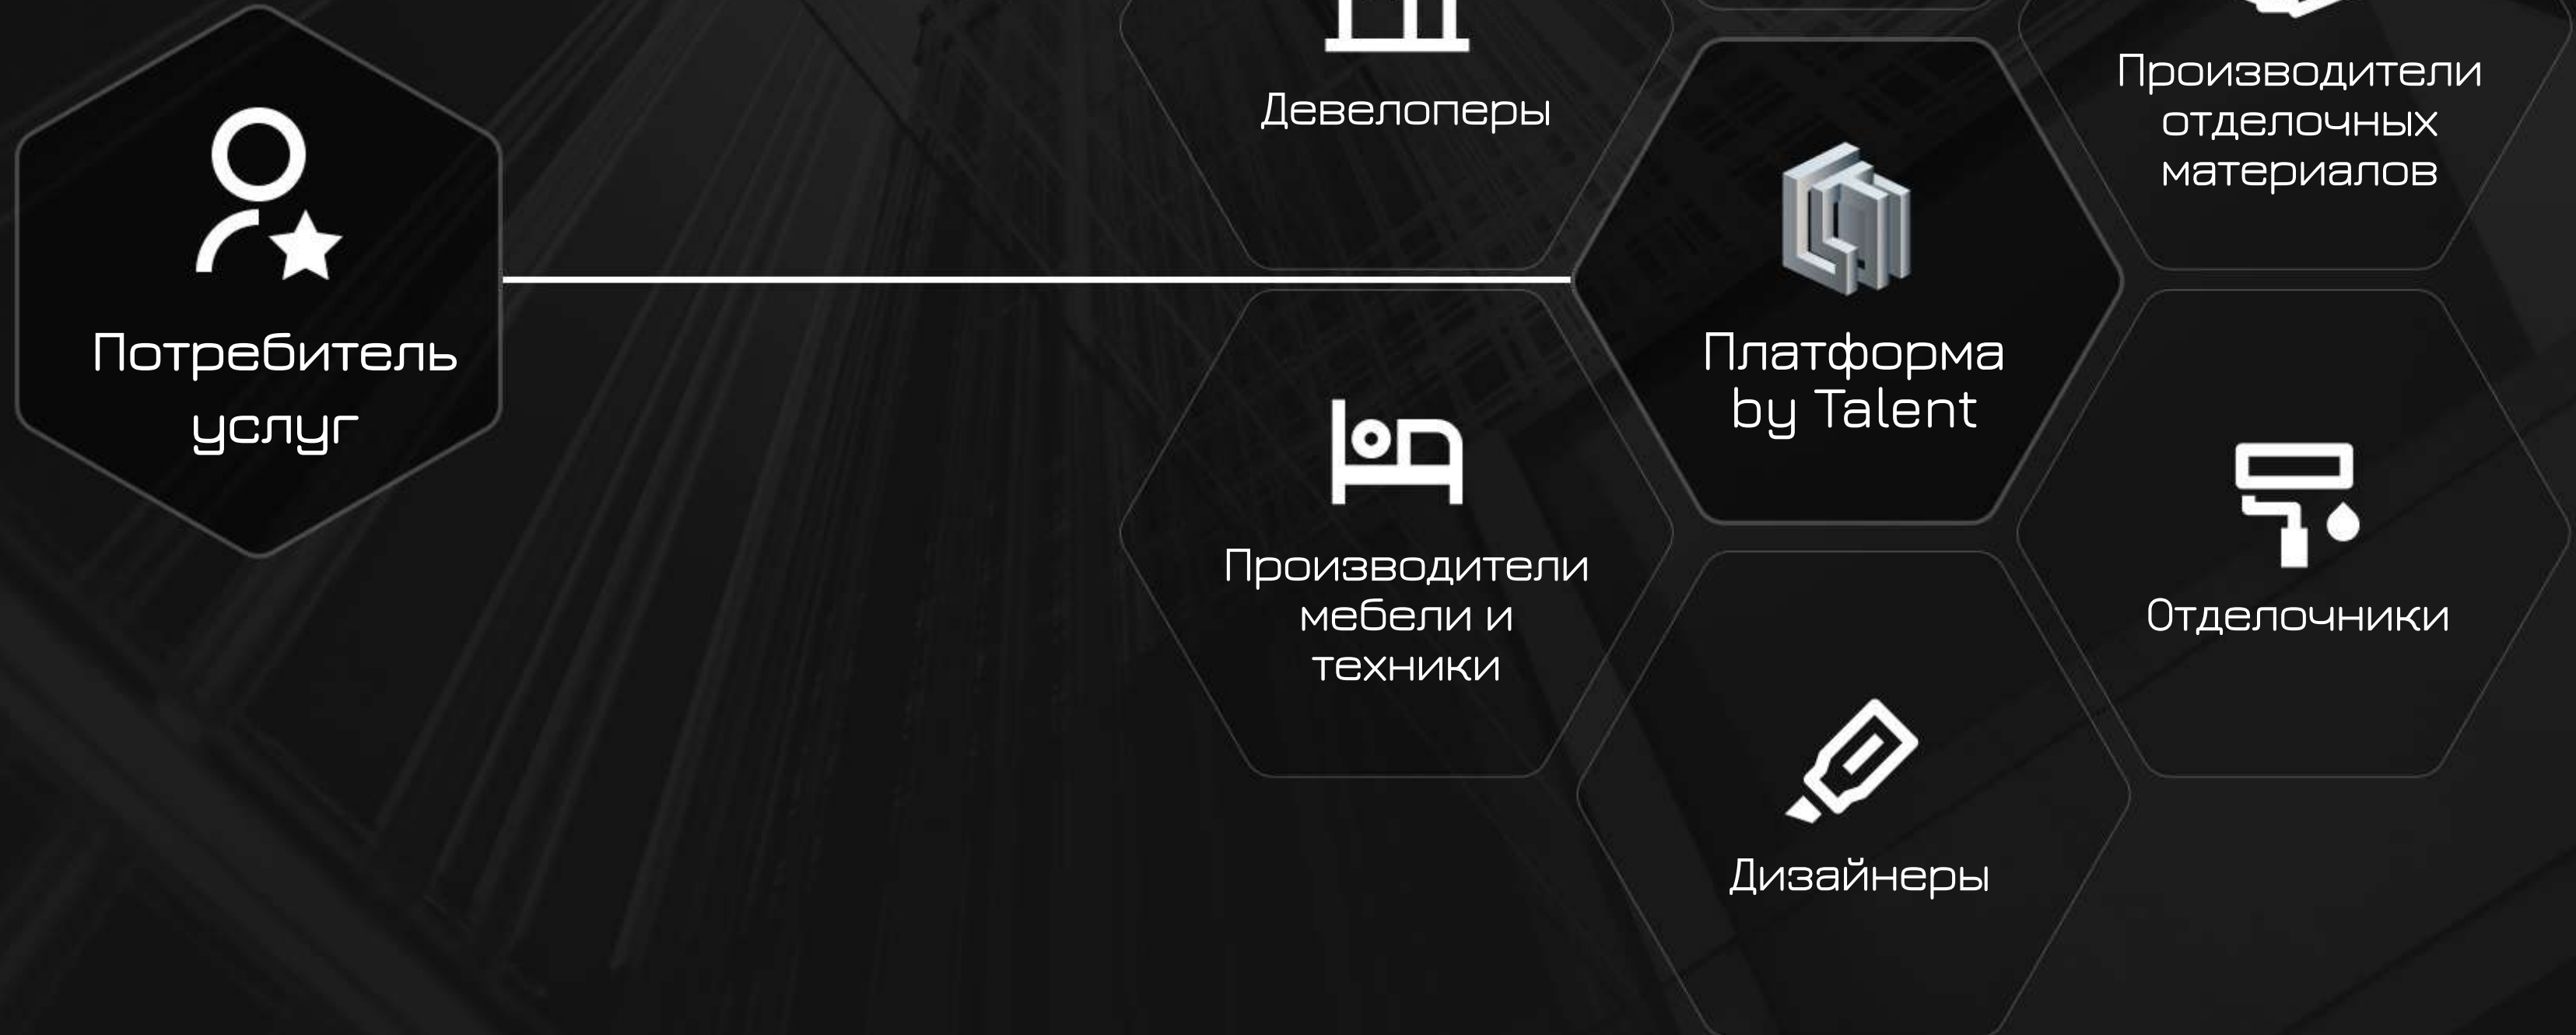 Потребитель
услуг
Девелоперы
Платформа
by Talent
Производители
отделочных
материалов
Производители
мебели и
техники
Отделочники
Дизайнеры